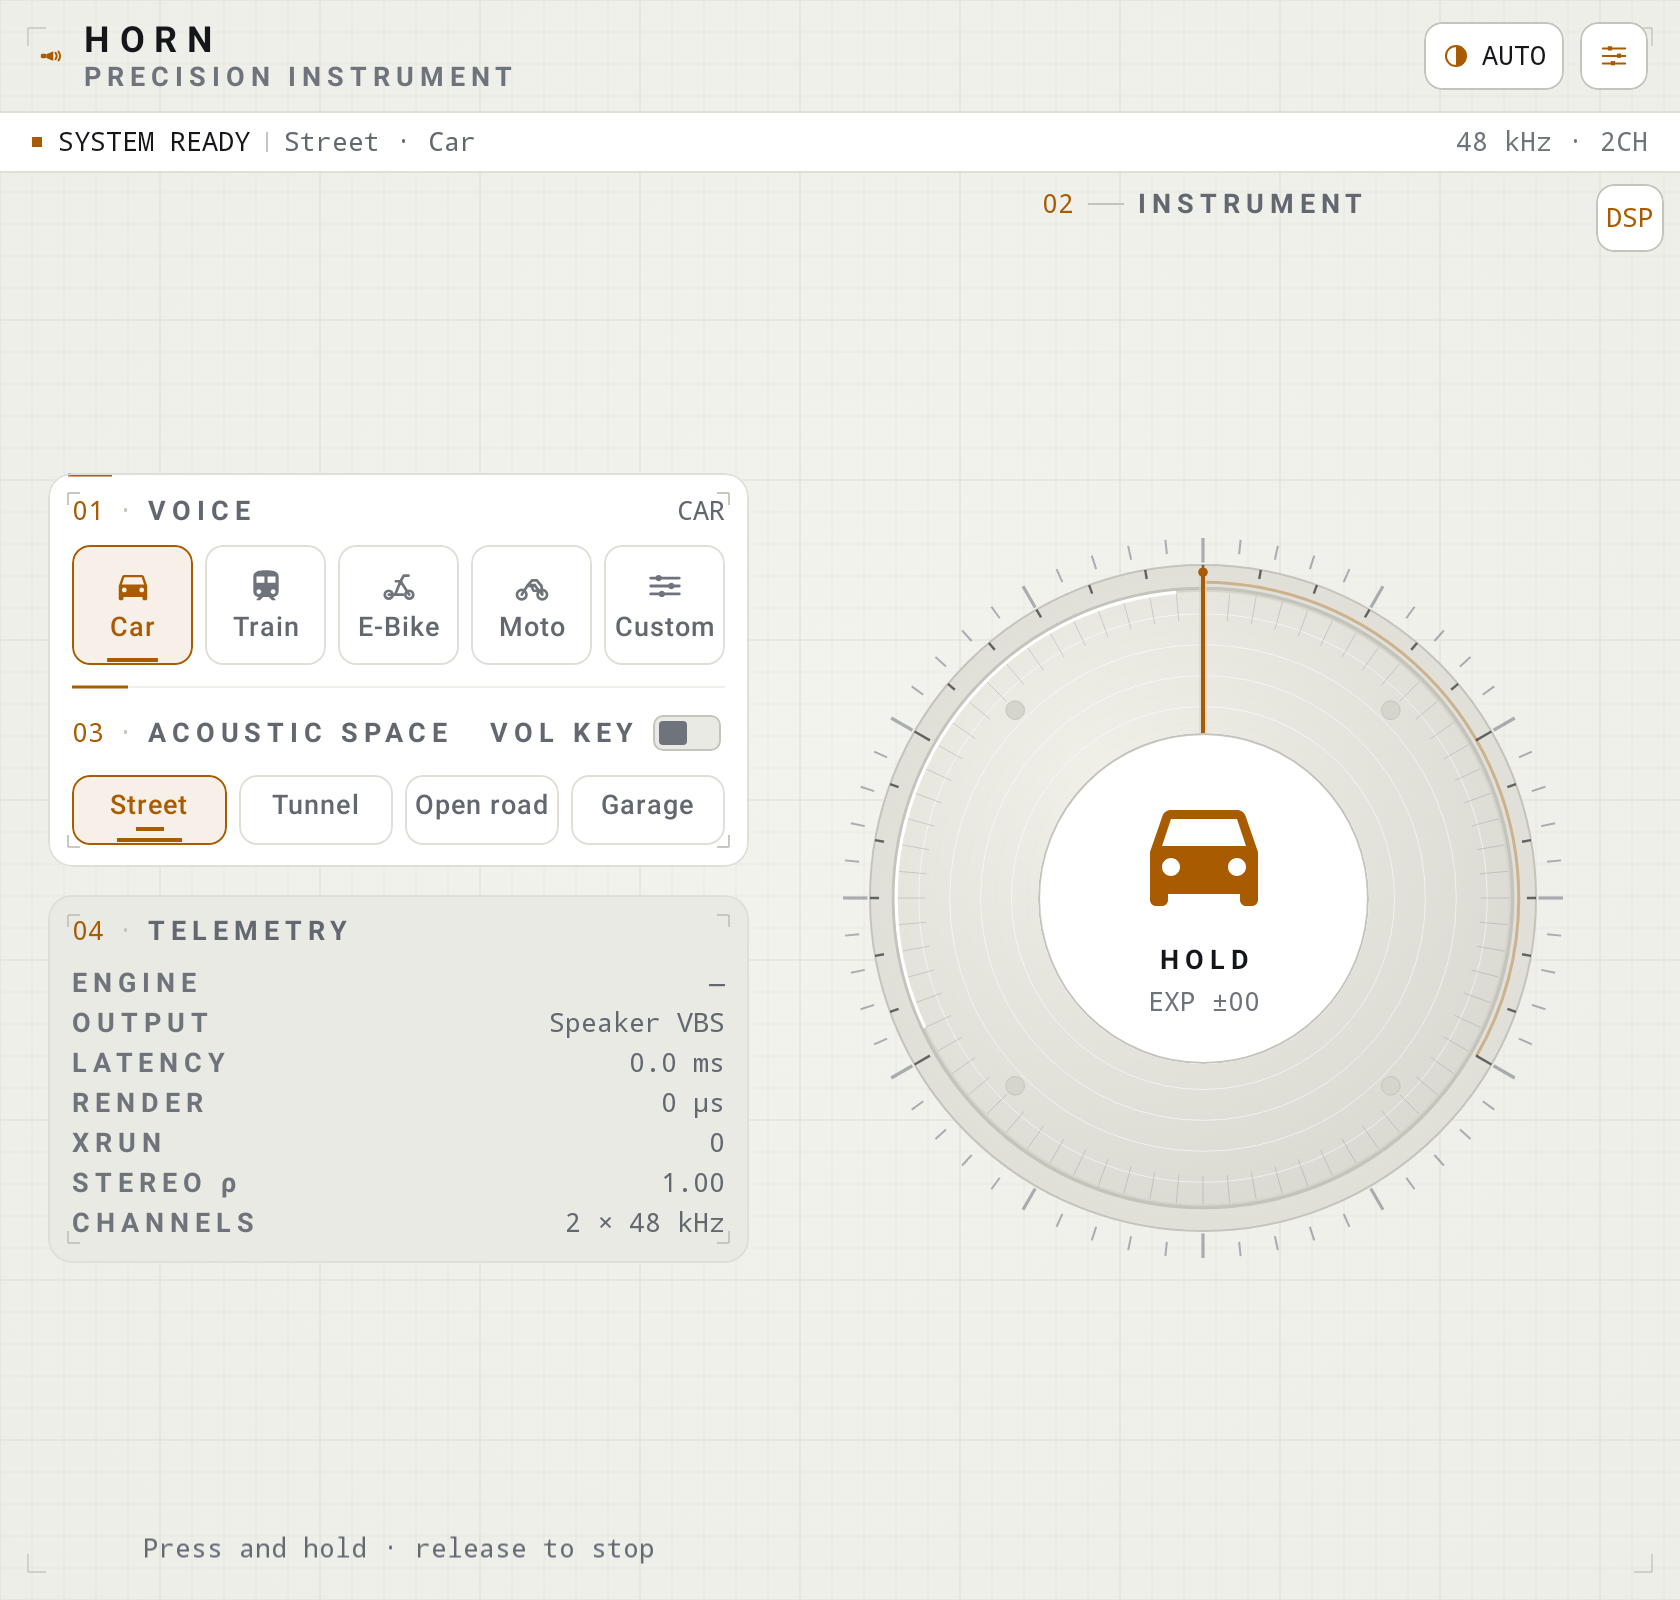 HORN
PRECISION INSTRUMENT
AUTO
SYSTEM READY | Street · Car
48 kHz · 2CH
02 — INSTRUMENT
DSP
01 · VOICE
CAR
Car
Train
E-Bike
Moto
Custom
03 · ACOUSTIC SPACE
VOL KEY
Street
Tunnel
Open road
Garage
04 · TELEMETRY
ENGINE —
OUTPUT Speaker VBS
LATENCY 0.0 ms
RENDER 0 µs
XRUN 0
STEREO ρ 1.00
CHANNELS 2 × 48 kHz
HOLD
EXP ±00
Press and hold · release to stop